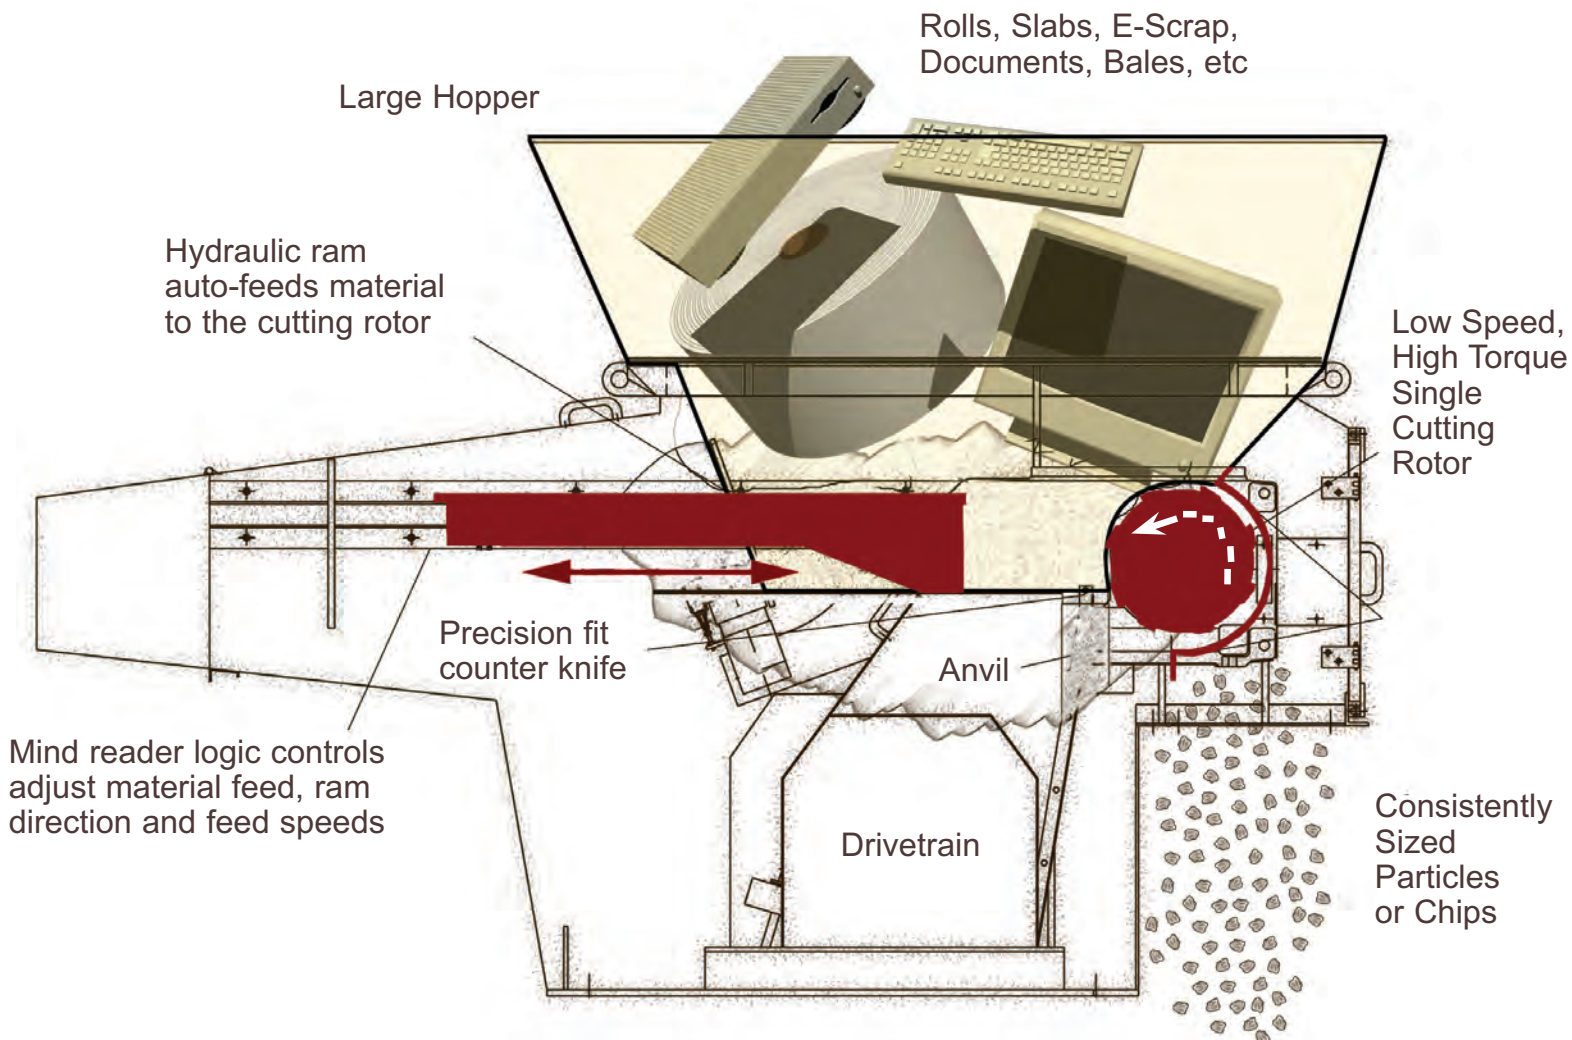 Rolls, Slabs, E-Scrap,
Documents, Bales, etc
Large Hopper
Hydraulic ram
auto-feeds material
to the cutting rotor
Low Speed,
High Torque
Single
Cutting
Rotor
Precision fit
counter knife
Anvil
Mind reader logic controls
adjust material feed, ram
direction and feed speeds
Drivetrain
Consistently
Sized
Particles
or Chips